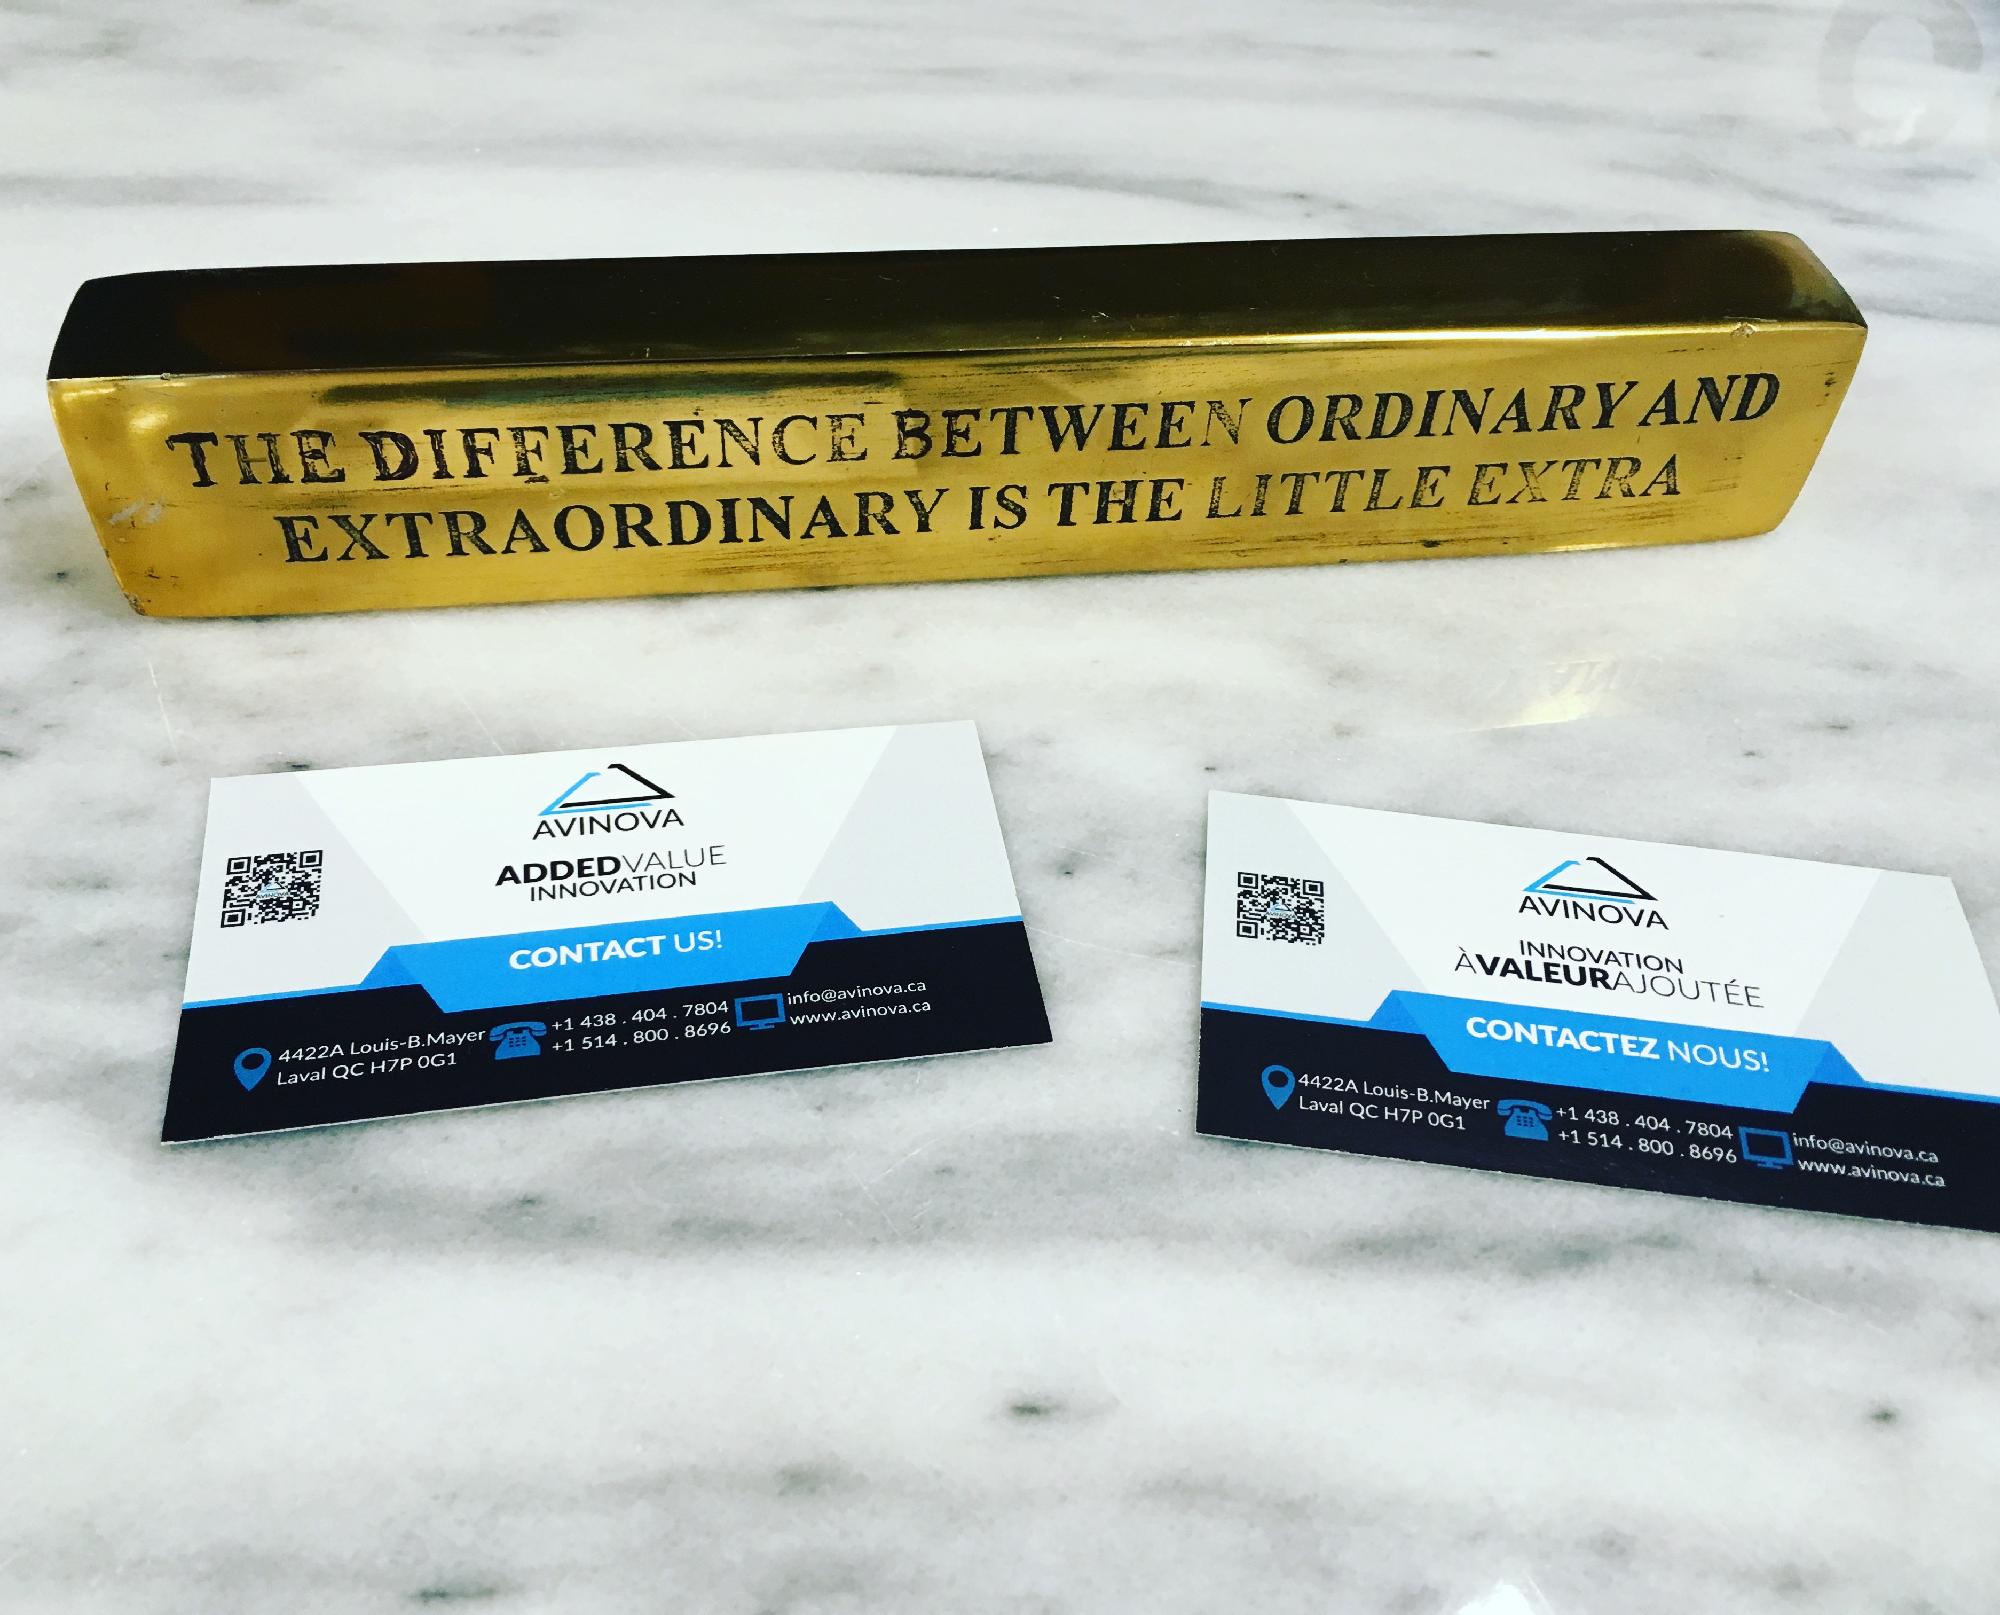 THE DIFFERENCE BETWEEN ORDINARY AND
EXTRAORDINARY IS THE LITTLE EXTRA
AVINOVA
ADDEDVALUE
INNOVATION
CONTACT US!
4422A Louis-B.Mayer
Laval QC H7P 0G1
+1 438 . 404 . 7804
+1 514 . 800 . 8696
info@avinova.ca
www.avinova.ca
AVINOVA
INNOVATION
ÀVALEURAJOUTÉE
CONTACTEZ NOUS!
4422A Louis-B.Mayer
Laval QC H7P 0G1
+1 438 . 404 . 7804
+1 514 . 800 . 8696
info@avinova.ca
www.avinova.ca